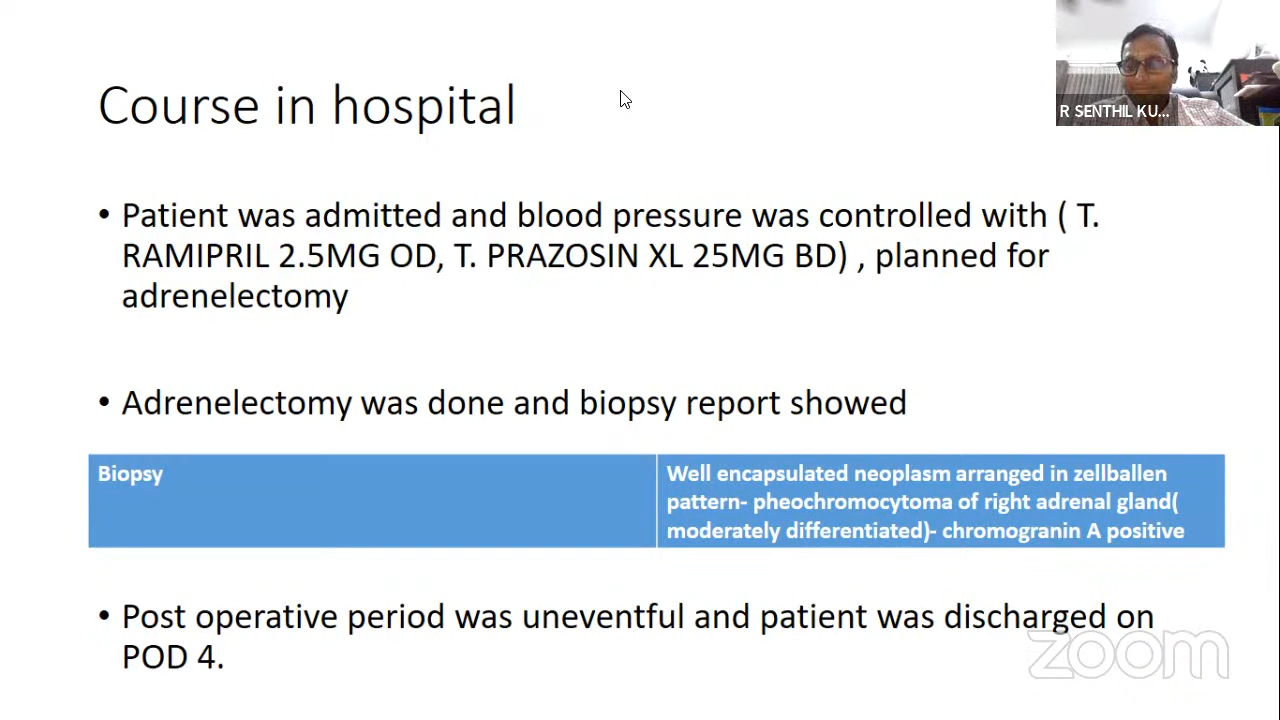 Course in hospital
R SENTHIL KU...
• Patient was admitted and blood pressure was controlled with ( T.
RAMIPRIL 2.5MG OD, T. PRAZOSIN XL 25MG BD) , planned for
adrenelectomy
• Adrenelectomy was done and biopsy report showed
Biopsy
Well encapsulated neoplasm arranged in zellballen
pattern- pheochromocytoma of right adrenal gland(
moderately differentiated)- chromogranin A positive
• Post operative period was uneventful and patient was discharged on
POD 4.
zoom